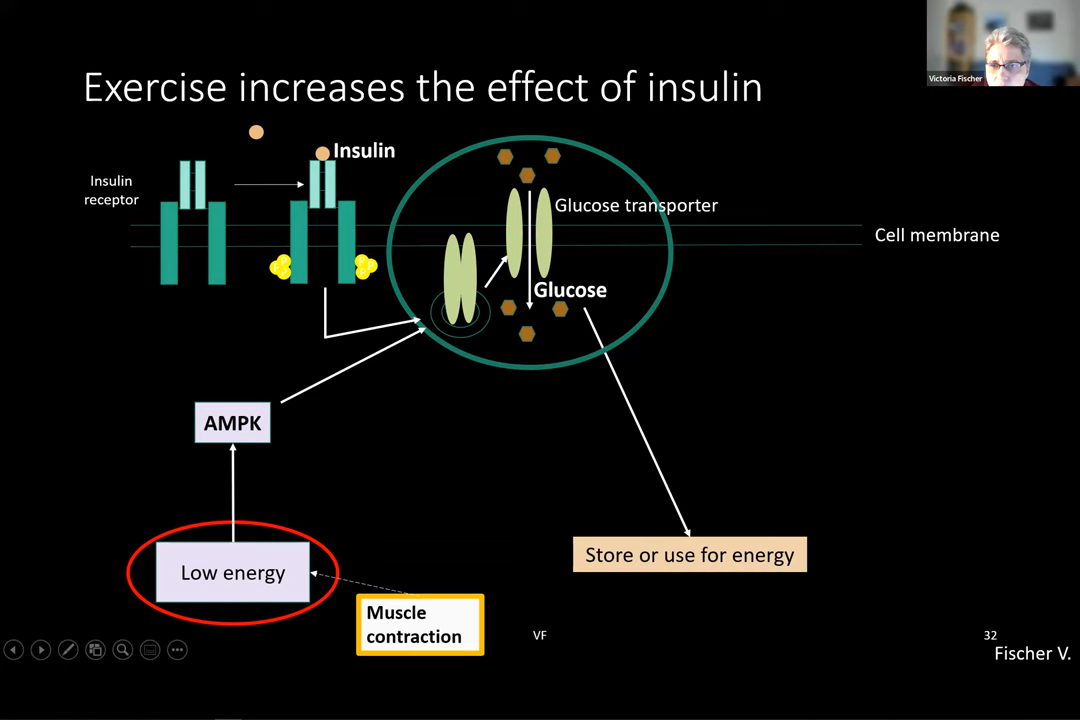 Victoria Fischer
Exercise increases the effect of insulin
Insulin
Insulin
receptor
Glucose transporter
Cell membrane
P
P
P
P
P
P
Glucose
AMPK
Low energy
Store or use for energy
Muscle
contraction
VF
32
Fischer V.